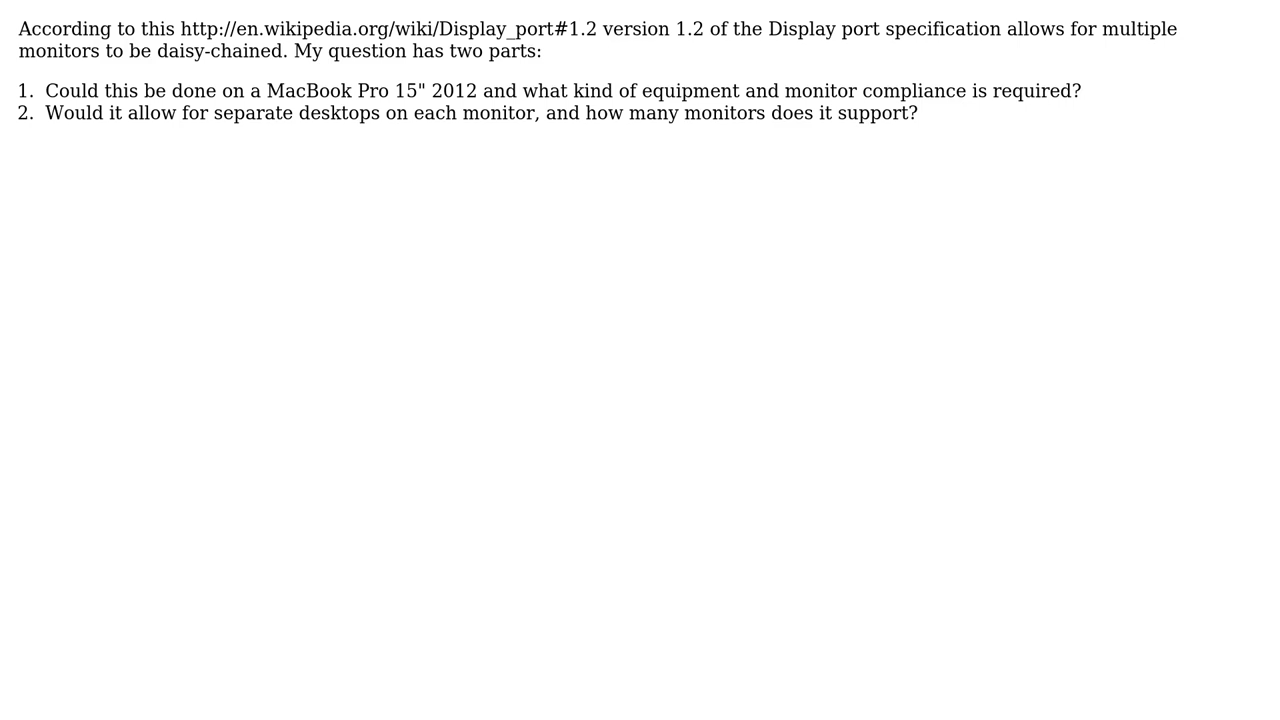 According to this http://en.wikipedia.org/wiki/Display_port#1.2 version 1.2 of the Display port specification allows for multiple
monitors to be daisy-chained. My question has two parts:
1. Could this be done on a MacBook Pro 15" 2012 and what kind of equipment and monitor compliance is required?
2. Would it allow for separate desktops on each monitor, and how many monitors does it support?